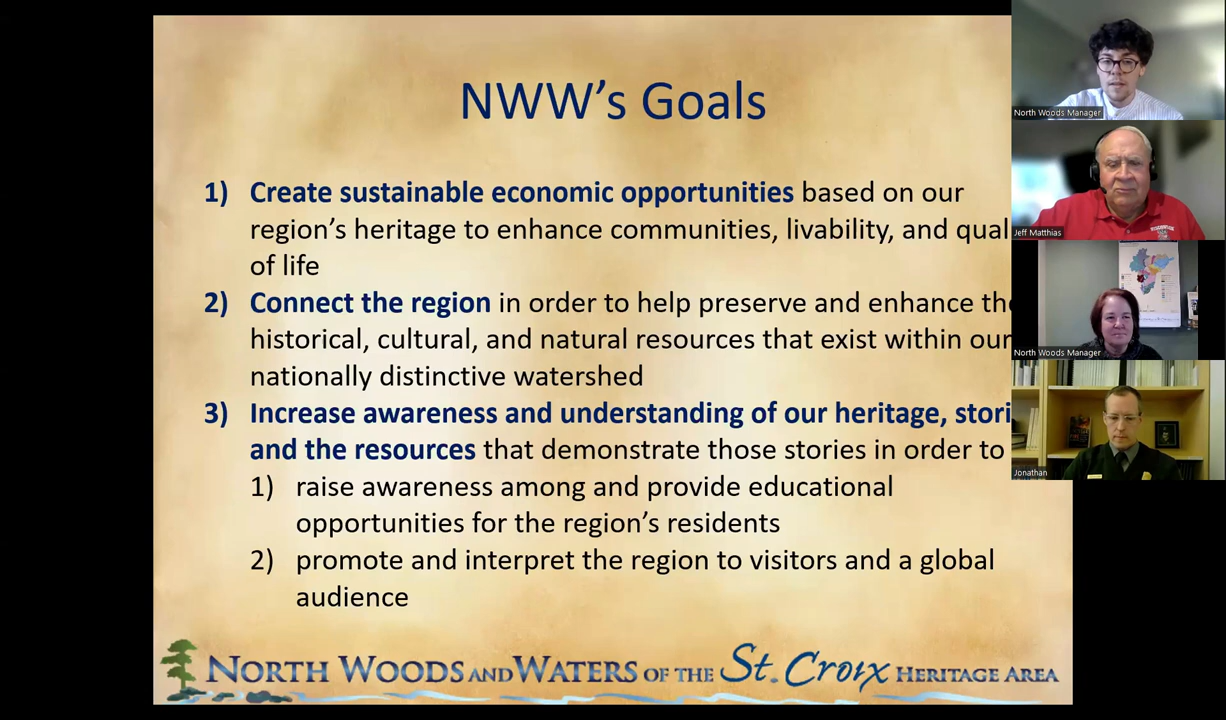 NWW's Goals
1) Create sustainable economic opportunities based on our
region's heritage to enhance communities, livability, and qual
of life
2) Connect the region in order to help preserve and enhance the
historical, cultural, and natural resources that exist within our
nationally distinctive watershed
3) Increase awareness and understanding of our heritage, stori
and the resources that demonstrate those stories in order to
1) raise awareness among and provide educational
opportunities for the region's residents
2) promote and interpret the region to visitors and a global
audience
NORTH WOODS AND WATERS OF THE St. Croix HERITAGE AREA
North Woods Manager
Jeff Matthias
North Woods Manager
Jonathan